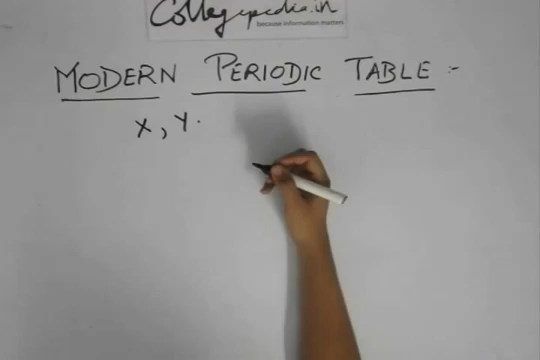 Collegepedia.in
because information matters
MODERN PERIODIC TABLE :-
X, Y.